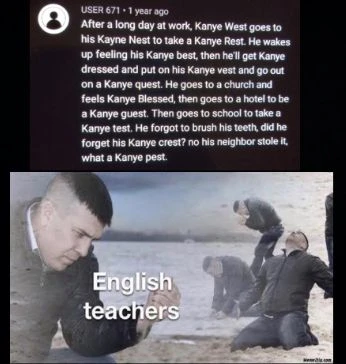 USER 671 • 1 year ago
After a long day at work, Kanye West goes to
his Kayne Nest to take a Kanye Rest. He wakes
up feeling his Kanye best, then he'll get Kanye
dressed and put on his Kanye vest and go out
on a Kanye quest. He goes to a church and
feels Kanye Blessed, then goes to a hotel to be
a Kanye guest. Then goes to school to take a
Kanye test. He forgot to brush his teeth, did he
forget his Kanye crest? no his neighbor stole it,
what a Kanye pest.
English
teachers